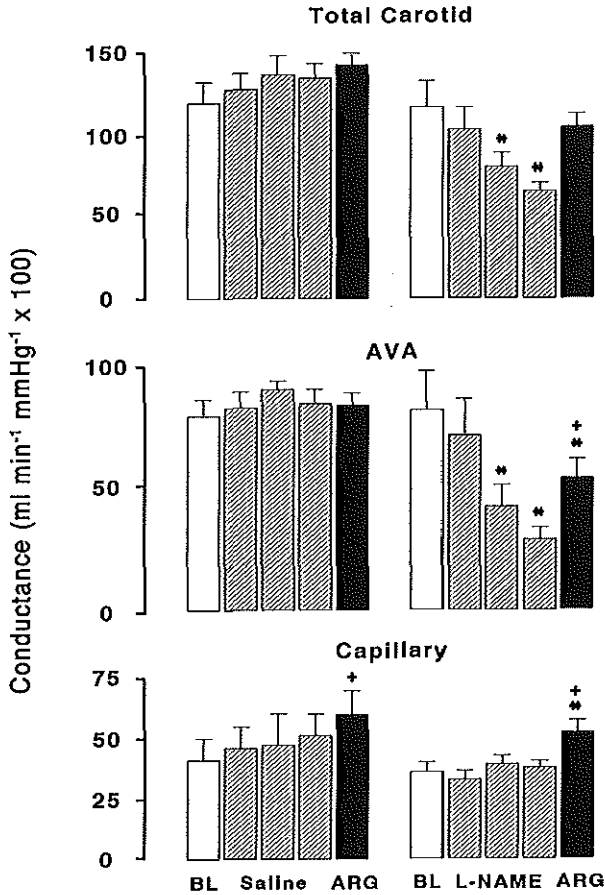 Total Carotid
150
100
50
0
* *
AVA
100
50
0
+
* * *
Capillary
75
50
25
0
+ +
*
Conductance (ml min⁻¹ mmHg⁻¹ x 100)
BL Saline ARG BL L-NAME ARG